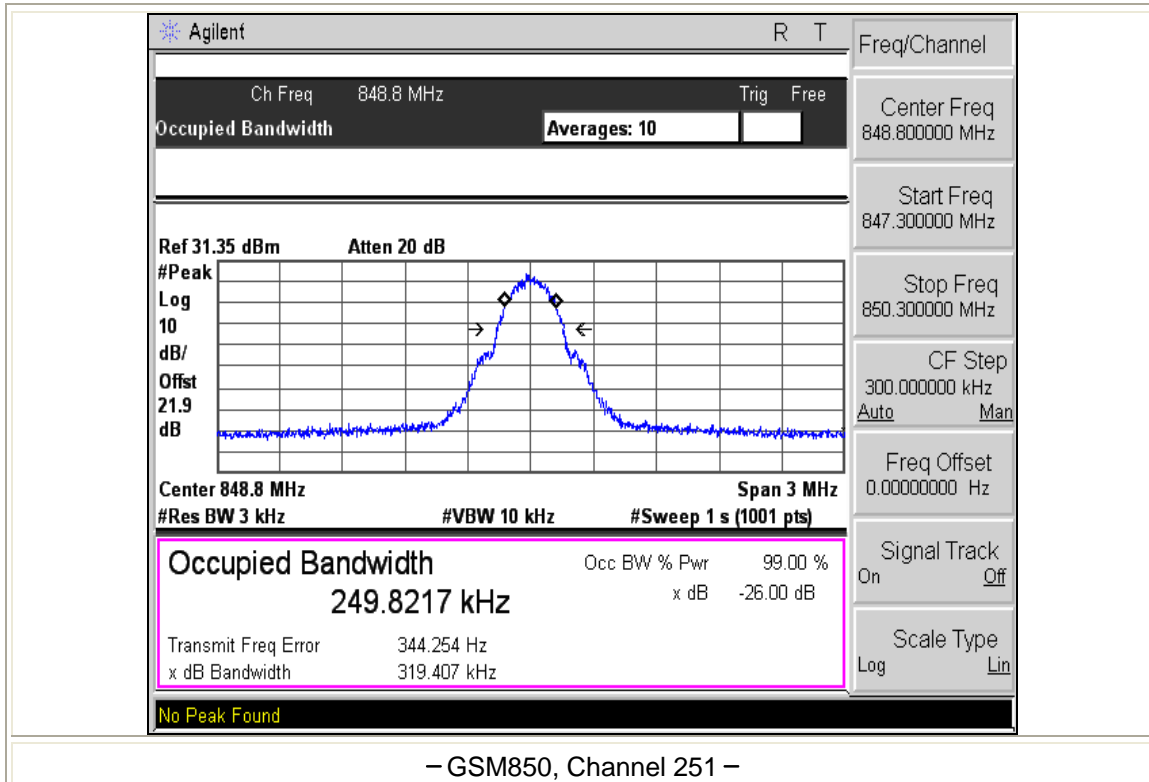 Agilent R T
Ch Freq 848.8 MHz Trig Free
Occupied Bandwidth Averages: 10
Ref 31.35 dBm Atten 20 dB
#Peak
Log
10
dB/
Offst
21.9
dB
Center 848.8 MHz Span 3 MHz
#Res BW 3 kHz #VBW 10 kHz #Sweep 1 s (1001 pts)
Occupied Bandwidth Occ BW % Pwr 99.00 %
249.8217 kHz x dB -26.00 dB
Transmit Freq Error 344.254 Hz
x dB Bandwidth 319.407 kHz
No Peak Found
Freq/Channel
Center Freq
848.800000 MHz
Start Freq
847.300000 MHz
Stop Freq
850.300000 MHz
CF Step
300.000000 kHz
Auto Man
Freq Offset
0.00000000 Hz
Signal Track
On Off
Scale Type
Log Lin
– GSM850, Channel 251 –